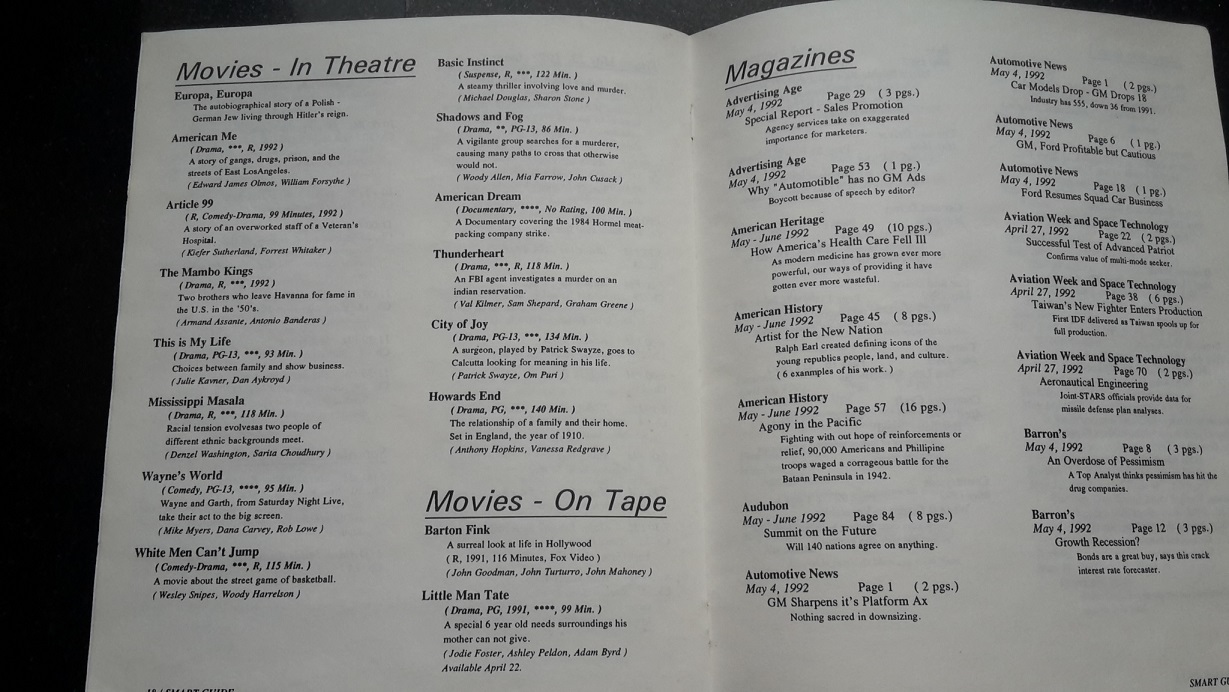 Movies - In Theatre
Europa, Europa
The autobiographical story of a Polish -
German Jew living through Hitler's reign.
American Me
( Drama, ***, R, 1992 )
A story of gangs, drugs, prison, and the
streets of East LosAngeles.
( Edward James Olmos, William Forsythe )
Article 99
( R, Comedy-Drama, 99 Minutes, 1992 )
A story of an overworked staff of a Veteran's
Hospital.
( Kiefer Sutherland, Forrest Whitaker )
The Mambo Kings
( Drama, ***, R, 1992 )
Two brothers who leave Havanna for fame in
the U.S. in the '50's.
( Armand Assante, Antonio Banderas )
This is My Life
( Drama, PG-13, ***, 93 Min. )
Choices between family and show business.
( Julie Kavner, Dan Aykroyd )
Mississippi Masala
( Drama, R, ***, 118 Min. )
Racial tension evolvesas two people of
different ethnic backgrounds meet.
( Denzel Washington, Sarita Choudhury )
Wayne's World
( Comedy, PG-13, ****, 95 Min. )
Wayne and Garth, from Saturday Night Live,
take their act to the big screen.
( Mike Myers, Dana Carvey, Rob Lowe )
White Men Can't Jump
( Comedy-Drama, ***, R, 115 Min. )
A movie about the street game of basketball.
( Wesley Snipes, Woody Harrelson )
Basic Instinct
( Suspense, R, ***, 122 Min. )
A steamy thriller involving love and murder.
( Michael Douglas, Sharon Stone )
Shadows and Fog
( Drama, **, PG-13, 86 Min. )
A vigilante group searches for a murderer,
causing many paths to cross that otherwise
would not.
( Woody Allen, Mia Farrow, John Cusack )
American Dream
( Documentary, ****, No Rating, 100 Min. )
A Documentary covering the 1984 Hormel meat-
packing company strike.
Thunderheart
( Drama, ***, R, 118 Min. )
An FBI agent investigates a murder on an
indian reservation.
( Val Kilmer, Sam Shepard, Graham Greene )
City of Joy
( Drama, PG-13, ***, 134 Min. )
A surgeon, played by Patrick Swayze, goes to
Calcutta looking for meaning in his life.
( Patrick Swayze, Om Puri )
Howards End
( Drama, PG, ***, 140 Min. )
The relationship of a family and their home.
Set in England, the year of 1910.
( Anthony Hopkins, Vanessa Redgrave )
Movies - On Tape
Barton Fink
A surreal look at life in Hollywood
( R, 1991, 116 Minutes, Fox Video )
( John Goodman, John Turturro, John Mahoney )
Little Man Tate
( Drama, PG, 1991, ****, 99 Min. )
A special 6 year old needs surroundings his
mother can not give.
( Jodie Foster, Ashley Peldon, Adam Byrd )
Available April 22.
18 / SMART GUIDE
Magazines
Advertising Age
May 4, 1992 Page 29 ( 3 pgs.)
Special Report - Sales Promotion
Agency services take on exaggerated
importance for marketers.
Advertising Age
May 4, 1992 Page 53 ( 1 pg.)
Why "Automotible" has no GM Ads
Boycott because of speech by editor?
American Heritage
May - June 1992 Page 49 (10 pgs.)
How America's Health Care Fell Ill
As modern medicine has grown ever more
powerful, our ways of providing it have
gotten ever more wasteful.
American History
May - June 1992 Page 45 ( 8 pgs.)
Artist for the New Nation
Ralph Earl created defining icons of the
young republics people, land, and culture.
( 6 exanmples of his work. )
American History
May - June 1992 Page 57 (16 pgs.)
Agony in the Pacific
Fighting with out hope of reinforcements or
relief, 90,000 Americans and Phillipine
troops waged a corrageous battle for the
Bataan Peninsula in 1942.
Audubon
May - June 1992 Page 84 ( 8 pgs.)
Summit on the Future
Will 140 nations agree on anything.
Automotive News
May 4, 1992 Page 1 ( 2 pgs.)
GM Sharpens it's Platform Ax
Nothing sacred in downsizing.
Automotive News
May 4, 1992 Page 1 ( 2 pgs.)
Car Models Drop - GM Drops 18
Industry has 555, down 36 from 1991.
Automotive News
May 4, 1992 Page 6 ( 1 pg.)
GM, Ford Profitable but Cautious
Automotive News
May 4, 1992 Page 18 ( 1 pg.)
Ford Resumes Squad Car Business
Aviation Week and Space Technology
April 27, 1992 Page 22 ( 2 pgs.)
Successful Test of Advanced Patriot
Confirms value of multi-mode seeker.
Aviation Week and Space Technology
April 27, 1992 Page 38 ( 6 pgs.)
Taiwan's New Fighter Enters Production
First IDF delivered as Taiwan spools up for
full production.
Aviation Week and Space Technology
April 27, 1992 Page 70 ( 2 pgs.)
Aeronautical Engineering
Joint-STARS officials provide data for
missile defense plan analyses.
Barron's
May 4, 1992 Page 8 ( 3 pgs.)
An Overdose of Pessimism
A Top Analyst thinks pessimism has hit the
drug companies.
Barron's
May 4, 1992 Page 12 ( 3 pgs.)
Growth Recession?
Bonds are a great buy, says this crack
interest rate forecaster.
SMART GU